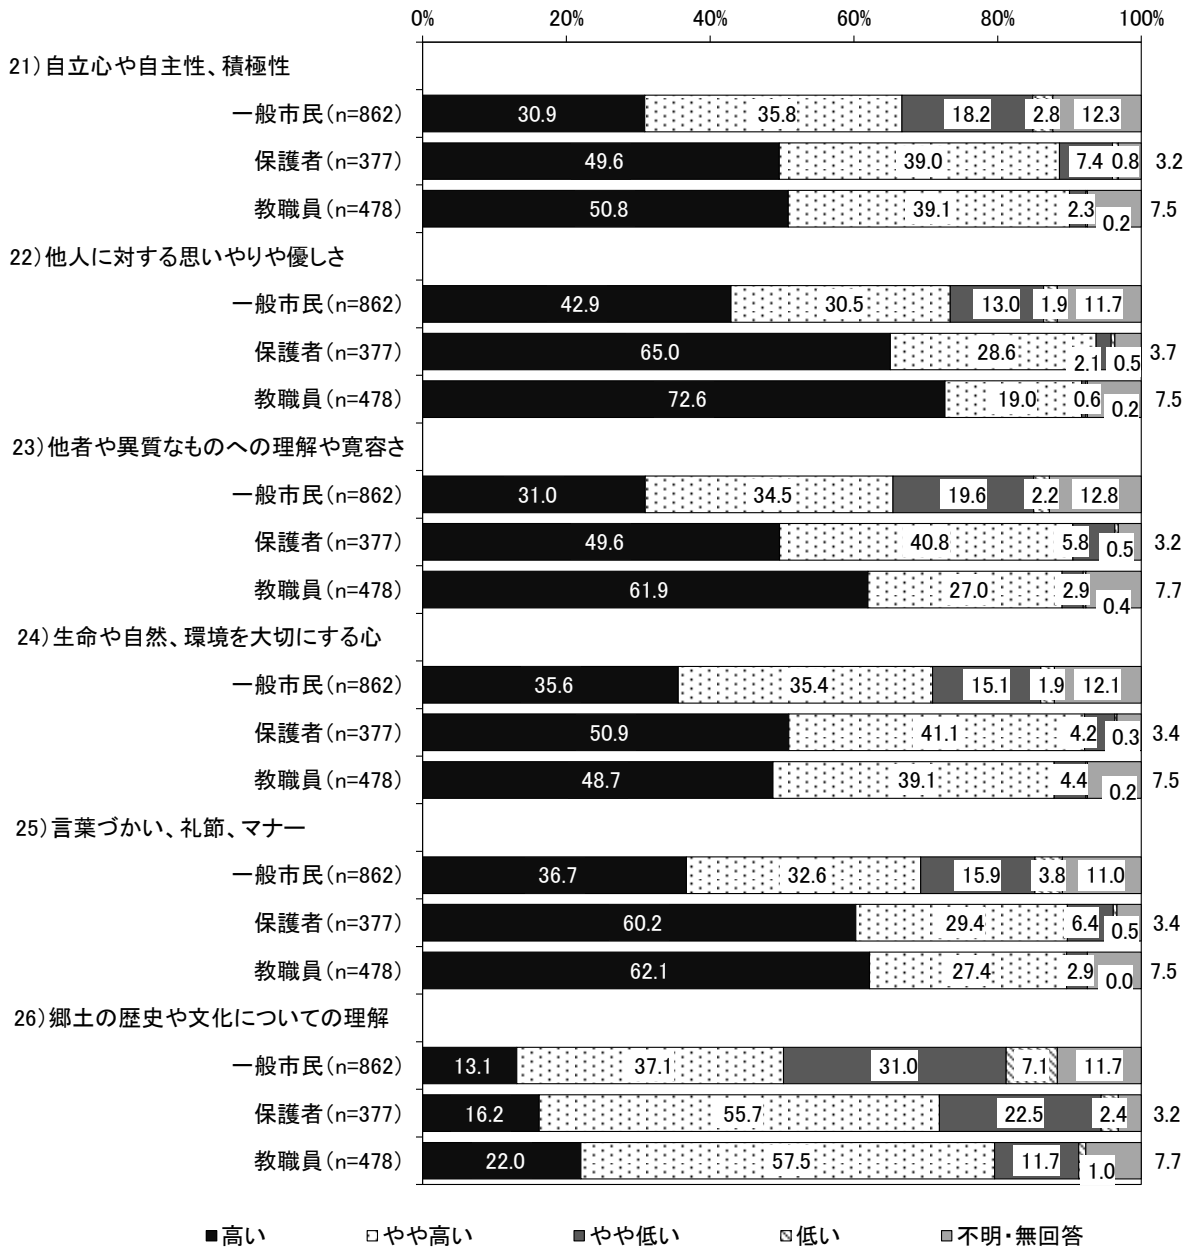 0% 20% 40% 60% 80% 100%
21)自立心や自主性、積極性
一般市民(n=862) 30.9 35.8 18.2 2.8 12.3
保護者(n=377) 49.6 39.0 7.4 0.8 3.2
教職員(n=478) 50.8 39.1 2.3 0.2 7.5
22)他人に対する思いやりや優しさ
一般市民(n=862) 42.9 30.5 13.0 1.9 11.7
保護者(n=377) 65.0 28.6 2.1 0.5 3.7
教職員(n=478) 72.6 19.0 0.6 0.2 7.5
23)他者や異質なものへの理解や寛容さ
一般市民(n=862) 31.0 34.5 19.6 2.2 12.8
保護者(n=377) 49.6 40.8 5.8 0.5 3.2
教職員(n=478) 61.9 27.0 2.9 0.4 7.7
24)生命や自然、環境を大切にする心
一般市民(n=862) 35.6 35.4 15.1 1.9 12.1
保護者(n=377) 50.9 41.1 4.2 0.3 3.4
教職員(n=478) 48.7 39.1 4.4 0.2 7.5
25)言葉づかい、礼節、マナー
一般市民(n=862) 36.7 32.6 15.9 3.8 11.0
保護者(n=377) 60.2 29.4 6.4 0.5 3.4
教職員(n=478) 62.1 27.4 2.9 0.0 7.5
26)郷土の歴史や文化についての理解
一般市民(n=862) 13.1 37.1 31.0 7.1 11.7
保護者(n=377) 16.2 55.7 22.5 2.4 3.2
教職員(n=478) 22.0 57.5 11.7 1.0 7.7
高い やや高い やや低い 低い 不明・無回答